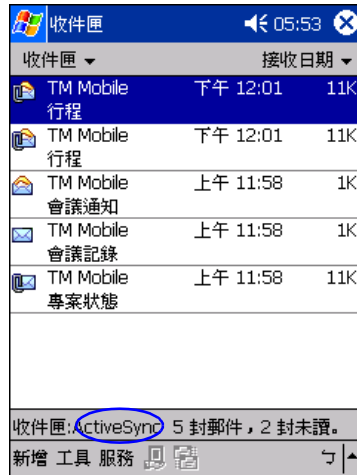 收件匣 05:53
收件匣 接收日期
TM Mobile 下午 12:01 11K
行程
TM Mobile 下午 12:01 11K
行程
TM Mobile 上午 11:58 1K
會議通知
TM Mobile 上午 11:58 1K
會議記錄
TM Mobile 上午 11:58 11K
專案狀態
收件匣:ActiveSync 5 封郵件，2 封未讀。
新增 工具 服務 ㄅ